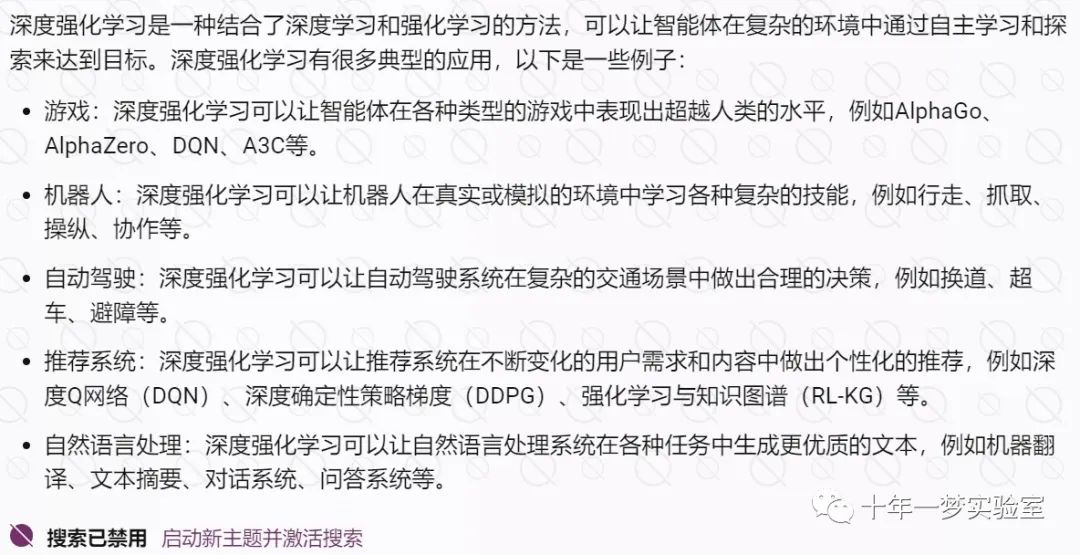 深度强化学习是一种结合了深度学习和强化学习的方法，可以让智能体在复杂的环境中通过自主学习和探
索来达到目标。深度强化学习有很多典型的应用，以下是一些例子：
• 游戏：深度强化学习可以让智能体在各种类型的游戏中表现出超越人类的水平，例如AlphaGo、
AlphaZero、DQN、A3C等。
• 机器人：深度强化学习可以让机器人在真实或模拟的环境中学习各种复杂的技能，例如行走、抓取、
操纵、协作等。
• 自动驾驶：深度强化学习可以让自动驾驶系统在复杂的交通场景中做出合理的决策，例如换道、超
车、避障等。
• 推荐系统：深度强化学习可以让推荐系统在不断变化的用户需求和内容中做出个性化的推荐，例如深
度Q网络（DQN）、深度确定性策略梯度（DDPG）、强化学习与知识图谱（RL-KG）等。
• 自然语言处理：深度强化学习可以让自然语言处理系统在各种任务中生成更优质的文本，例如机器翻
译、文本摘要、对话系统、问答系统等。
搜索已禁用 启动新主题并激活搜索
十年一梦实验室